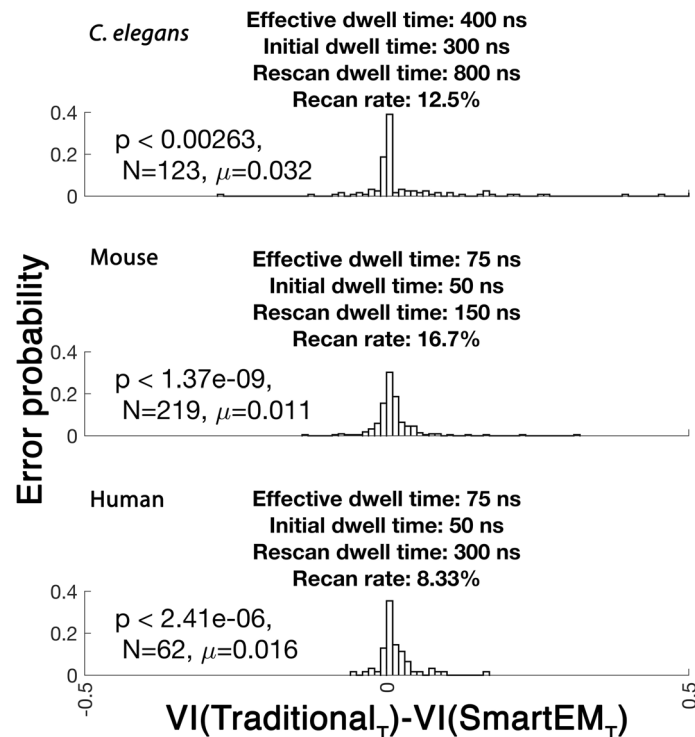 C. elegans
Effective dwell time: 400 ns
Initial dwell time: 300 ns
Rescan dwell time: 800 ns
Recan rate: 12.5%
0.4
p < 0.00263,
0.2
N=123, μ=0.032
0
-0.5
0.5
Mouse
Effective dwell time: 75 ns
Initial dwell time: 50 ns
Rescan dwell time: 150 ns
Recan rate: 16.7%
0.4
p < 1.37e-09,
0.2
N=219, μ=0.011
0
Error probability
Human
Effective dwell time: 75 ns
Initial dwell time: 50 ns
Rescan dwell time: 300 ns
Recan rate: 8.33%
0.4
p < 2.41e-06,
0.2
N=62, μ=0.016
0
-0.5
0
0.5
VI(Traditional_T)-VI(SmartEM_T)